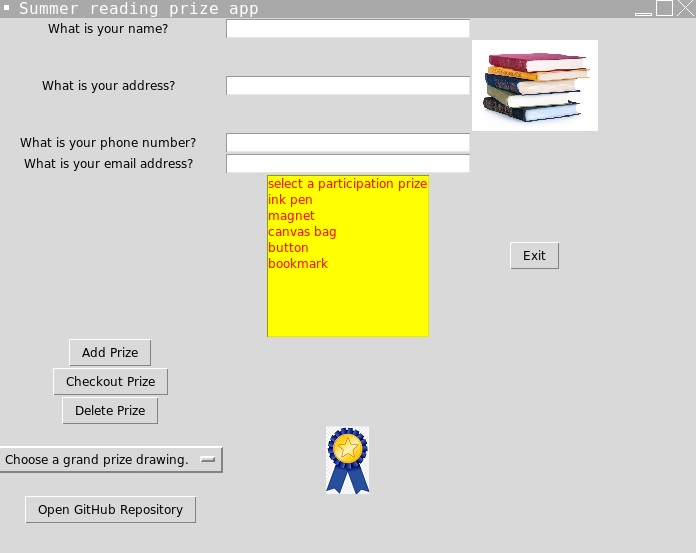 Summer reading prize app
What is your name?
What is your address?
What is your phone number?
What is your email address?
select a participation prize
ink pen
magnet
canvas bag
button
bookmark
Exit
Add Prize
Checkout Prize
Delete Prize
Choose a grand prize drawing.
Open GitHub Repository